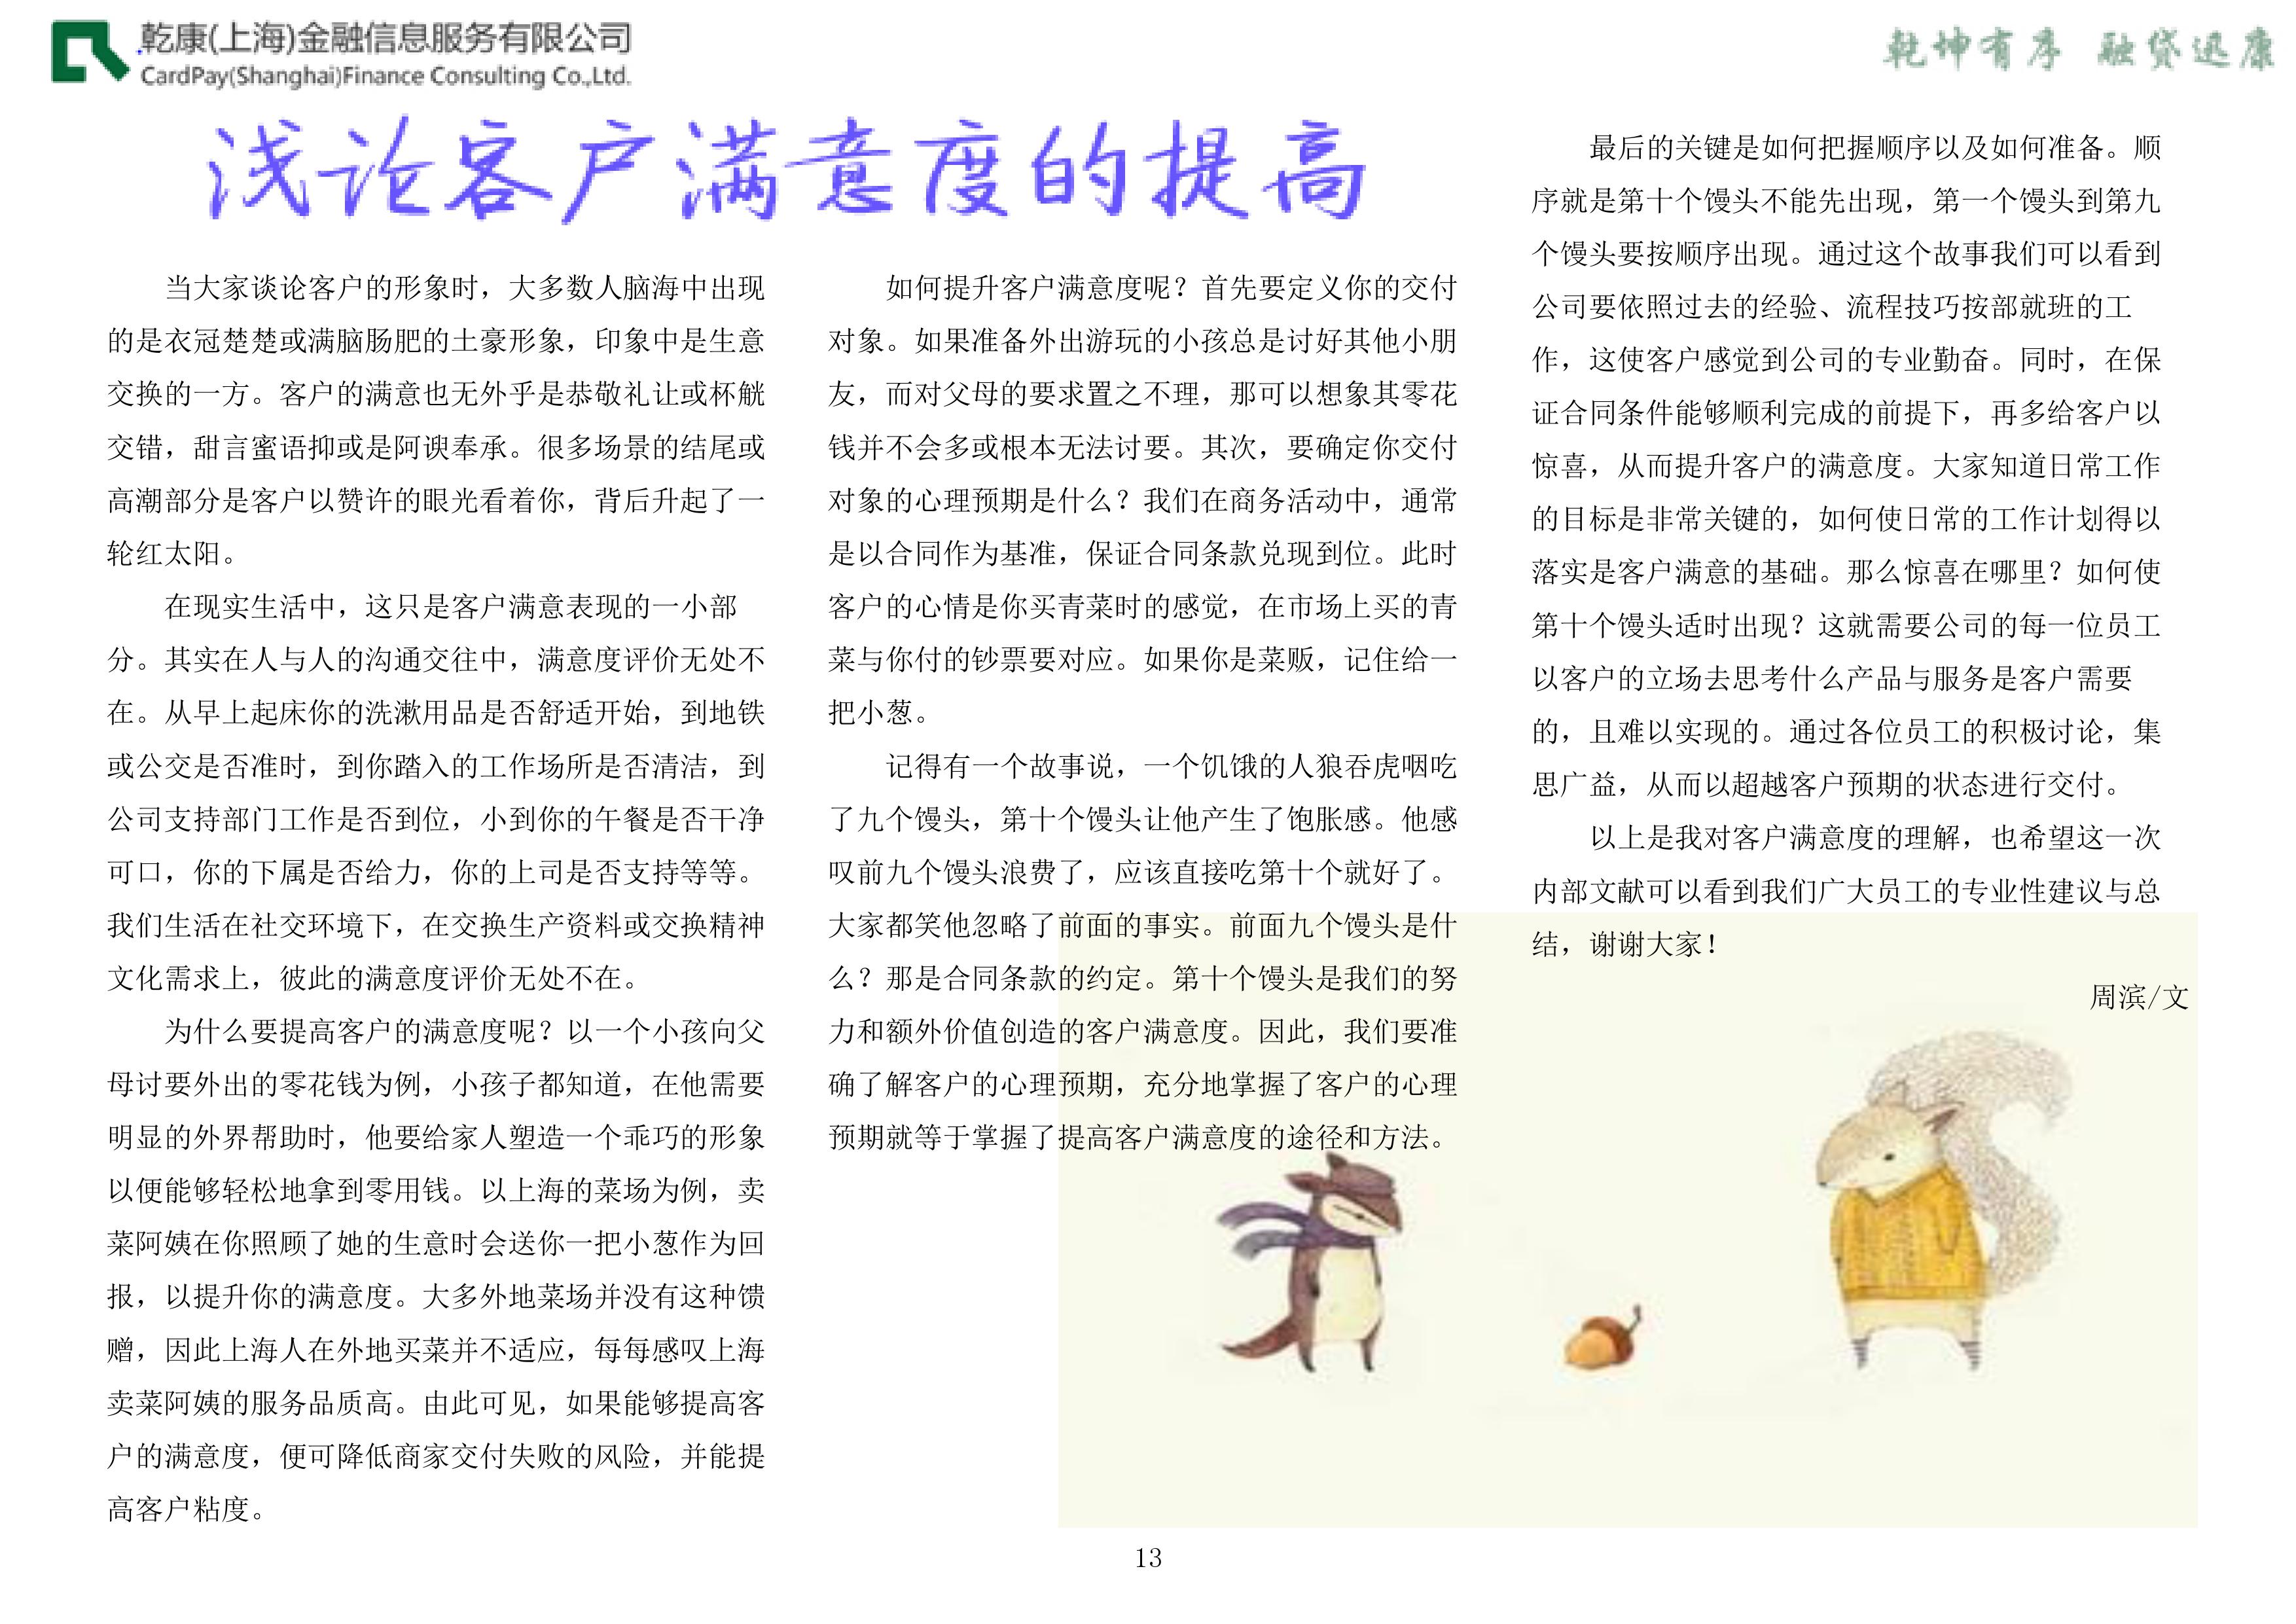 乾康(上海)金融信息服务有限公司
CardPay(Shanghai)Finance Consulting Co.,Ltd.
乾坤有序 融贷迅康
浅论客户满意度的提高
当大家谈论客户的形象时，大多数人脑海中出现
的是衣冠楚楚或满脑肠肥的土豪形象，印象中是生意
交换的一方。客户的满意也无外乎是恭敬礼让或杯觥
交错，甜言蜜语抑或是阿谀奉承。很多场景的结尾或
高潮部分是客户以赞许的眼光看着你，背后升起了一
轮红太阳。
在现实生活中，这只是客户满意表现的一小部
分。其实在人与人的沟通交往中，满意度评价无处不
在。从早上起床你的洗漱用品是否舒适开始，到地铁
或公交是否准时，到你踏入的工作场所是否清洁，到
公司支持部门工作是否到位，小到你的午餐是否干净
可口，你的下属是否给力，你的上司是否支持等等。
我们生活在社交环境下，在交换生产资料或交换精神
文化需求上，彼此的满意度评价无处不在。
为什么要提高客户的满意度呢？以一个小孩向父
母讨要外出的零花钱为例，小孩子都知道，在他需要
明显的外界帮助时，他要给家人塑造一个乖巧的形象
以便能够轻松地拿到零用钱。以上海的菜场为例，卖
菜阿姨在你照顾了她的生意时会送你一把小葱作为回
报，以提升你的满意度。大多外地菜场并没有这种馈
赠，因此上海人在外地买菜并不适应，每每感叹上海
卖菜阿姨的服务品质高。由此可见，如果能够提高客
户的满意度，便可降低商家交付失败的风险，并能提
高客户粘度。
如何提升客户满意度呢？首先要定义你的交付
对象。如果准备外出游玩的小孩总是讨好其他小朋
友，而对父母的要求置之不理，那可以想象其零花
钱并不会多或根本无法讨要。其次，要确定你交付
对象的心理预期是什么？我们在商务活动中，通常
是以合同作为基准，保证合同条款兑现到位。此时
客户的心情是你买青菜时的感觉，在市场上买的青
菜与你付的钞票要对应。如果你是菜贩，记住给一
把小葱。
记得有一个故事说，一个饥饿的人狼吞虎咽吃
了九个馒头，第十个馒头让他产生了饱胀感。他感
叹前九个馒头浪费了，应该直接吃第十个就好了。
大家都笑他忽略了前面的事实。前面九个馒头是什
么？那是合同条款的约定。第十个馒头是我们的努
力和额外价值创造的客户满意度。因此，我们要准
确了解客户的心理预期，充分地掌握了客户的心理
预期就等于掌握了提高客户满意度的途径和方法。
最后的关键是如何把握顺序以及如何准备。顺
序就是第十个馒头不能先出现，第一个馒头到第九
个馒头要按顺序出现。通过这个故事我们可以看到
公司要依照过去的经验、流程技巧按部就班的工
作，这使客户感觉到公司的专业勤奋。同时，在保
证合同条件能够顺利完成的前提下，再多给客户以
惊喜，从而提升客户的满意度。大家知道日常工作
的目标是非常关键的，如何使日常的工作计划得以
落实是客户满意的基础。那么惊喜在哪里？如何使
第十个馒头适时出现？这就需要公司的每一位员工
以客户的立场去思考什么产品与服务是客户需要
的，且难以实现的。通过各位员工的积极讨论，集
思广益，从而以超越客户预期的状态进行交付。
以上是我对客户满意度的理解，也希望这一次
内部文献可以看到我们广大员工的专业性建议与总
结，谢谢大家！
周滨/文
13